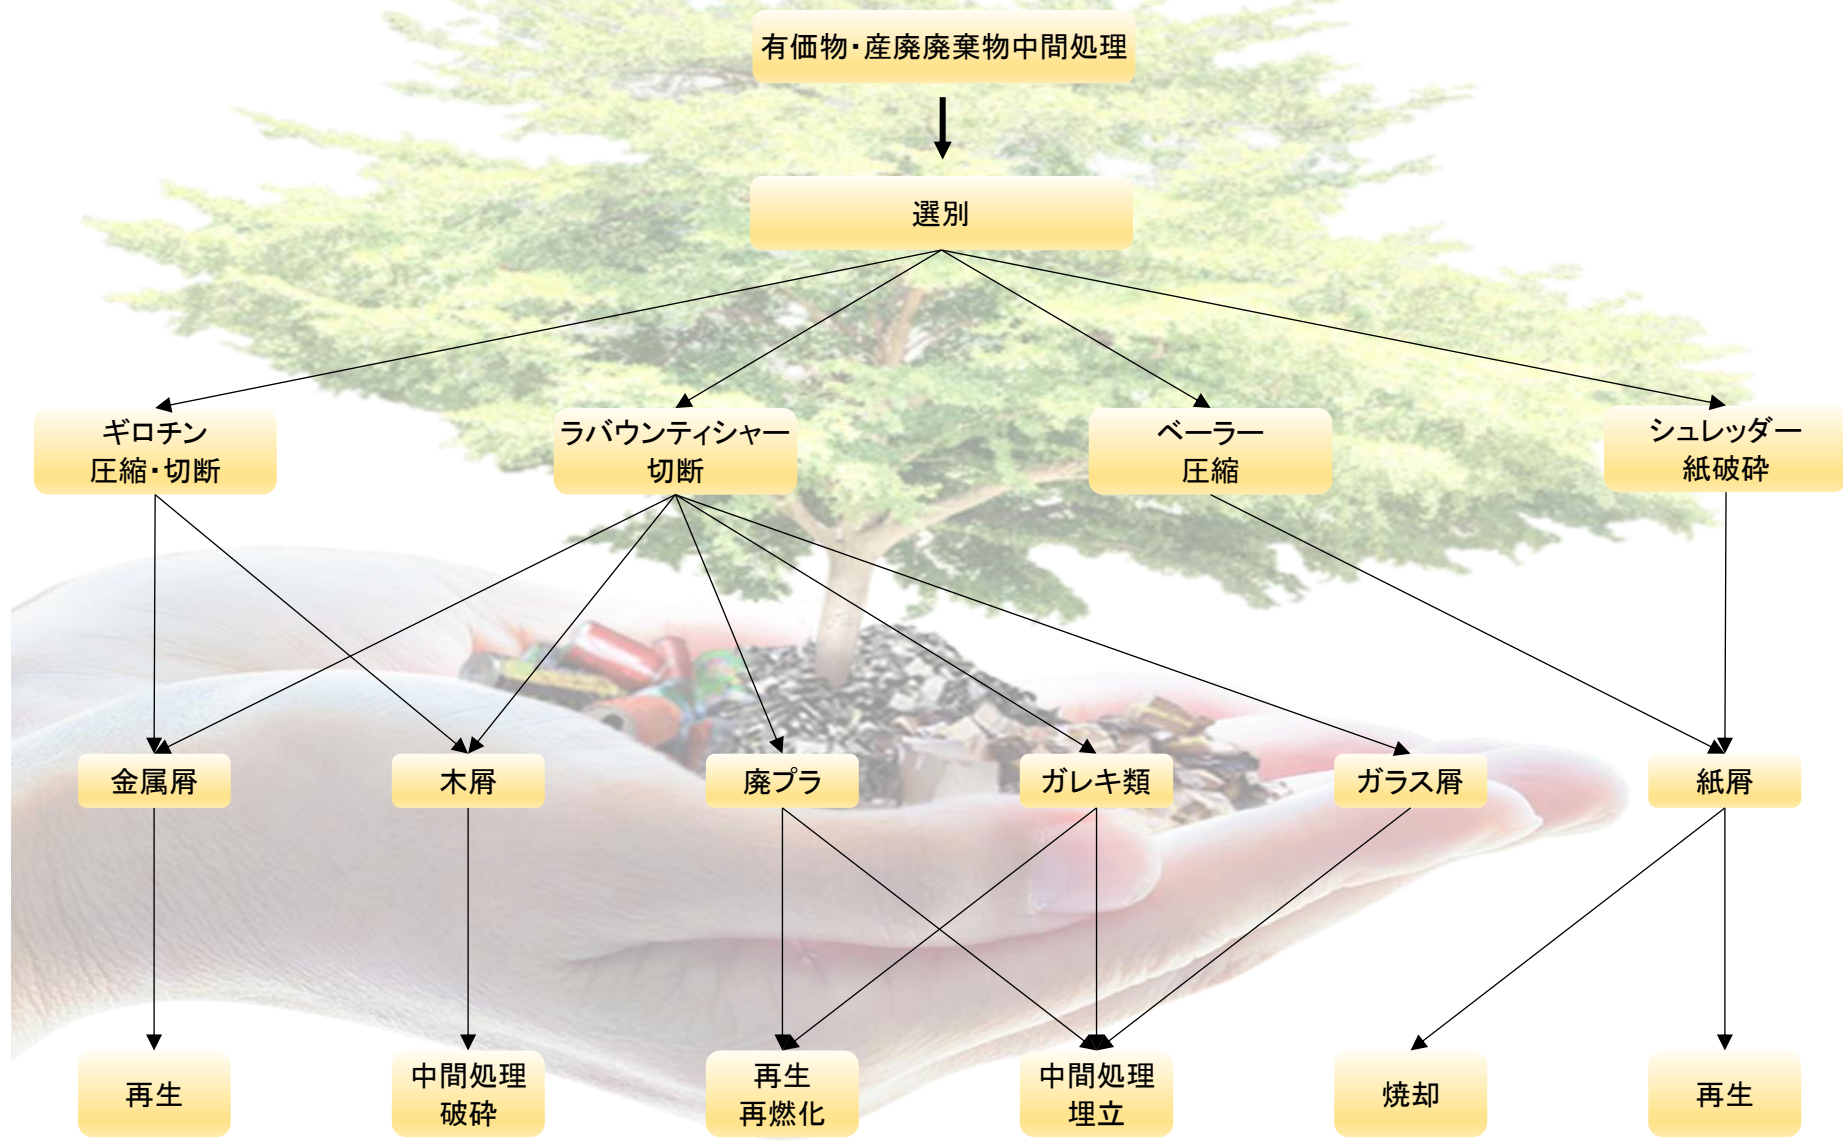 有価物・産廃廃棄物中間処理
選別
ギロチン
圧縮・切断
ラバウンティシャー
切断
ベーラー
圧縮
シュレッダー
紙破砕
金属屑
木屑
廃プラ
ガレキ類
ガラス屑
紙屑
再生
中間処理
破砕
再生
再燃化
中間処理
埋立
焼却
再生